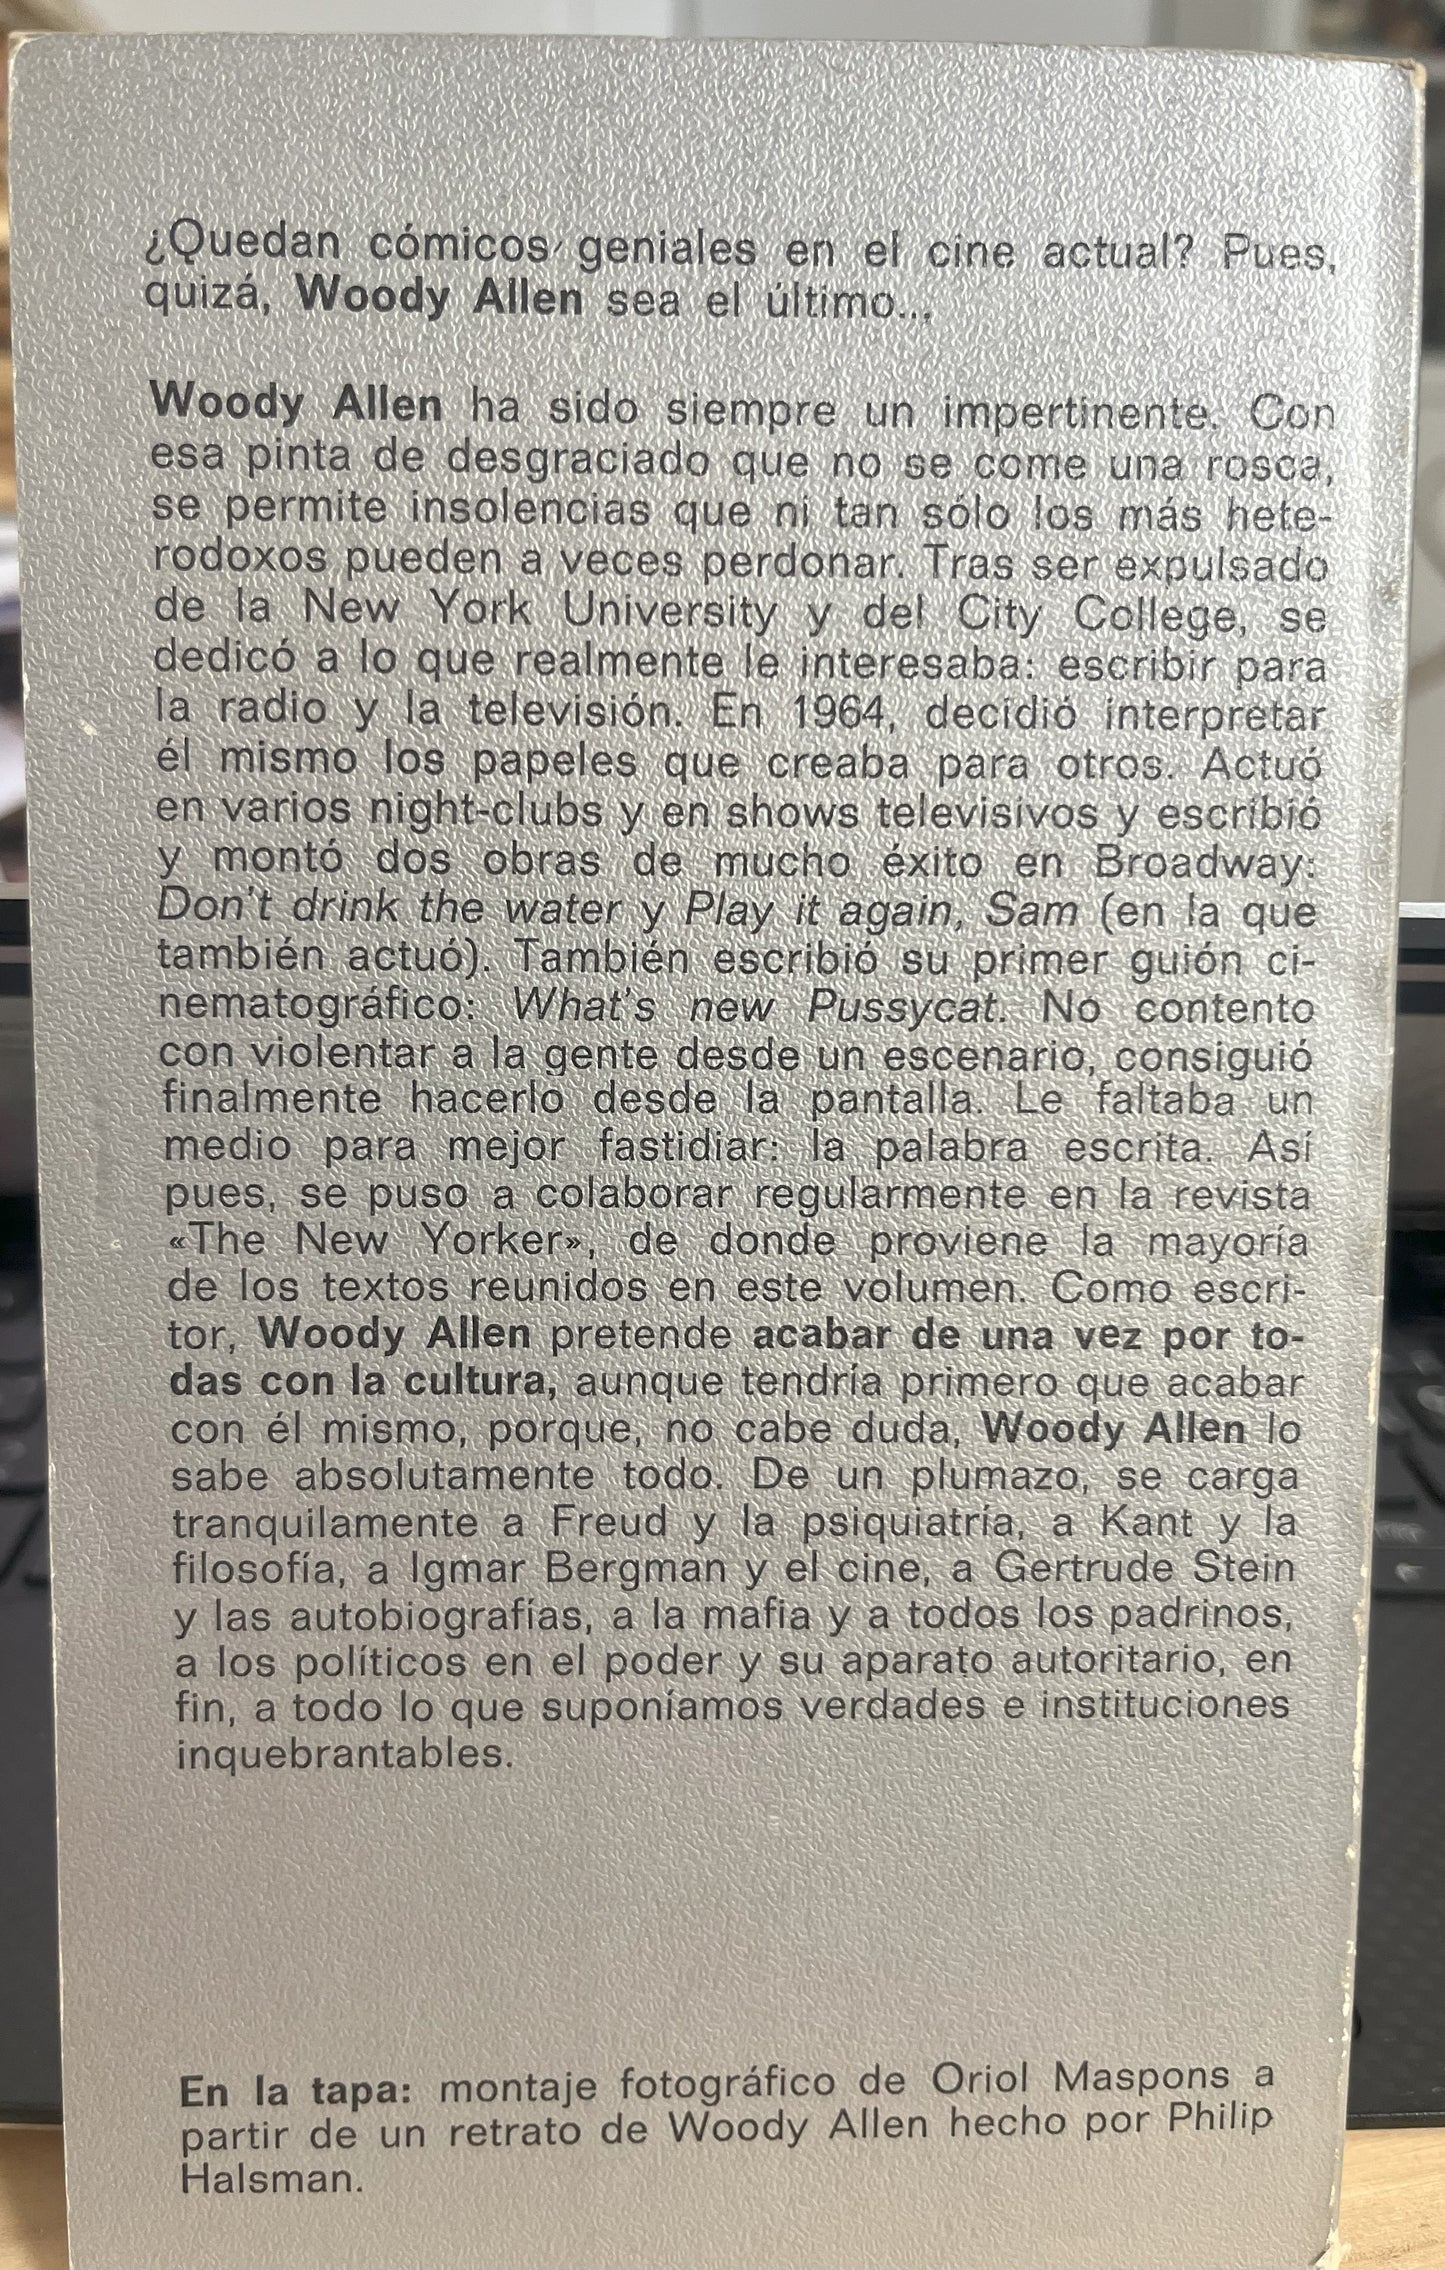 ¿Quedan cómicos geniales en el cine actual? Pues,
quizá, Woody Allen sea el último...
Woody Allen ha sido siempre un impertinente. Con
esa pinta de desgraciado que no se come una rosca,
se permite insolencias que ni tan sólo los más hete-
rodoxos pueden a veces perdonar. Tras ser expulsado
de la New York University y del City College, se
dedicó a lo que realmente le interesaba: escribir para
la radio y la televisión. En 1964, decidió interpretar
él mismo los papeles que creaba para otros. Actuó
en varios night-clubs y en shows televisivos y escribió
y montó dos obras de mucho éxito en Broadway:
Don't drink the water y Play it again, Sam (en la que
también actuó). También escribió su primer guión ci-
nematográfico: What's new Pussycat. No contento
con violentar a la gente desde un escenario, consiguió
finalmente hacerlo desde la pantalla. Le faltaba un
medio para mejor fastidiar: la palabra escrita. Así
pues, se puso a colaborar regularmente en la revista
«The New Yorker», de donde proviene la mayoría
de los textos reunidos en este volumen. Como escri-
tor, Woody Allen pretende acabar de una vez por to-
das con la cultura, aunque tendría primero que acabar
con él mismo, porque, no cabe duda, Woody Allen lo
sabe absolutamente todo. De un plumazo, se carga
tranquilamente a Freud y la psiquiatría, a Kant y la
filosofía, a Igmar Bergman y el cine, a Gertrude Stein
y las autobiografías, a la mafia y a todos los padrinos,
a los políticos en el poder y su aparato autoritario, en
fin, a todo lo que suponíamos verdades e instituciones
inquebrantables.
En la tapa: montaje fotográfico de Oriol Maspons a
partir de un retrato de Woody Allen hecho por Philip
Halsman.